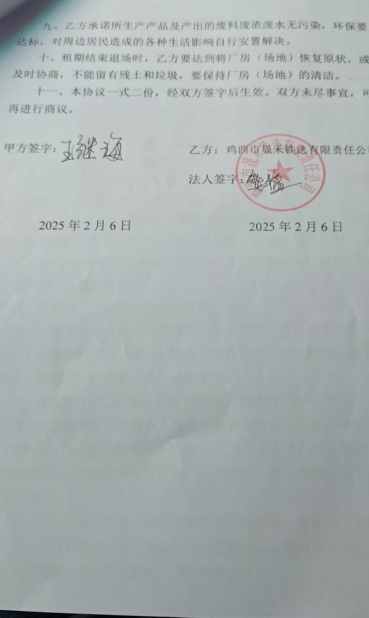 九、乙方承诺所生产产品及产出的废料废渣废水无污染，环保要
达标，对周边居民造成的各种生活影响自行安置解决。
十、租期结束退场时，乙方要达到将厂房（场地）恢复原状，或
及时协商，不能留有残土和垃圾，要保持厂房（场地）的清洁。
十一、本协议一式二份，经双方签字后生效。双方未尽事宜，可
再进行商议。
甲方签字：王继海
乙方：鸡西市晟禾铁选有限责任公
法人签字：
2025 年 2 月 6 日
2025 年 2 月 6 日